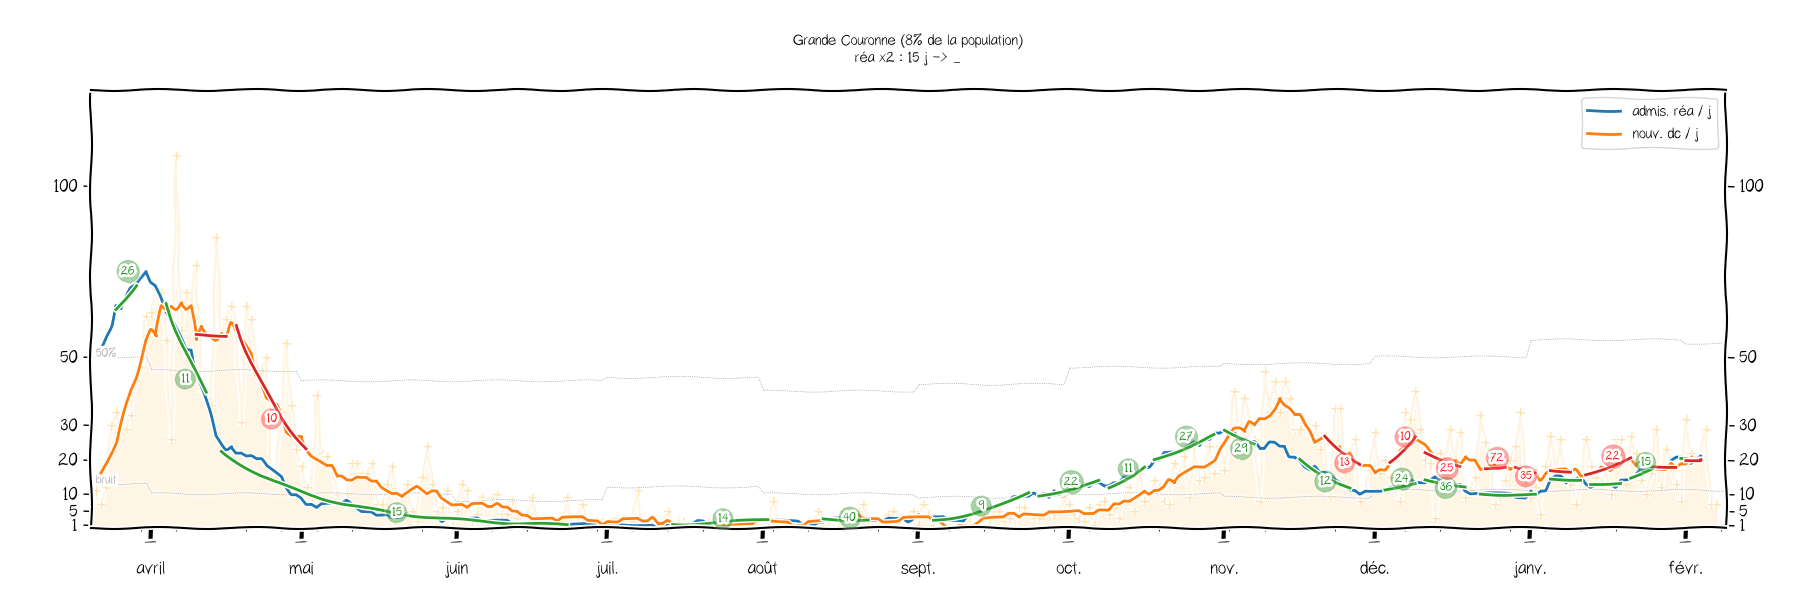 Grande Couronne (8% de la population)
réa x2 : 15 j -> _
admis. réa / j
nouv. dc / j
100
100
26
50%
50
50
11
10
30
30
27
29
13
10
72
22
20
20
bruit
11
22
12
24
25
36
35
15
10
10
15
14
40
9
5
5
1
1
avril
mai
juin
juil.
août
sept.
oct.
nov.
déc.
janv.
févr.